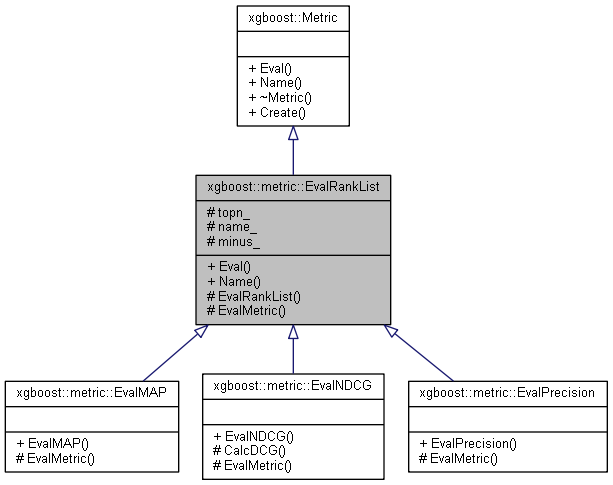 xgboost::Metric
+ Eval()
+ Name()
+ ~Metric()
+ Create()
xgboost::metric::EvalRankList
# topn_
# name_
# minus_
+ Eval()
+ Name()
# EvalRankList()
# EvalMetric()
xgboost::metric::EvalMAP
+ EvalMAP()
# EvalMetric()
xgboost::metric::EvalNDCG
+ EvalNDCG()
# CalcDCG()
# EvalMetric()
xgboost::metric::EvalPrecision
+ EvalPrecision()
# EvalMetric()